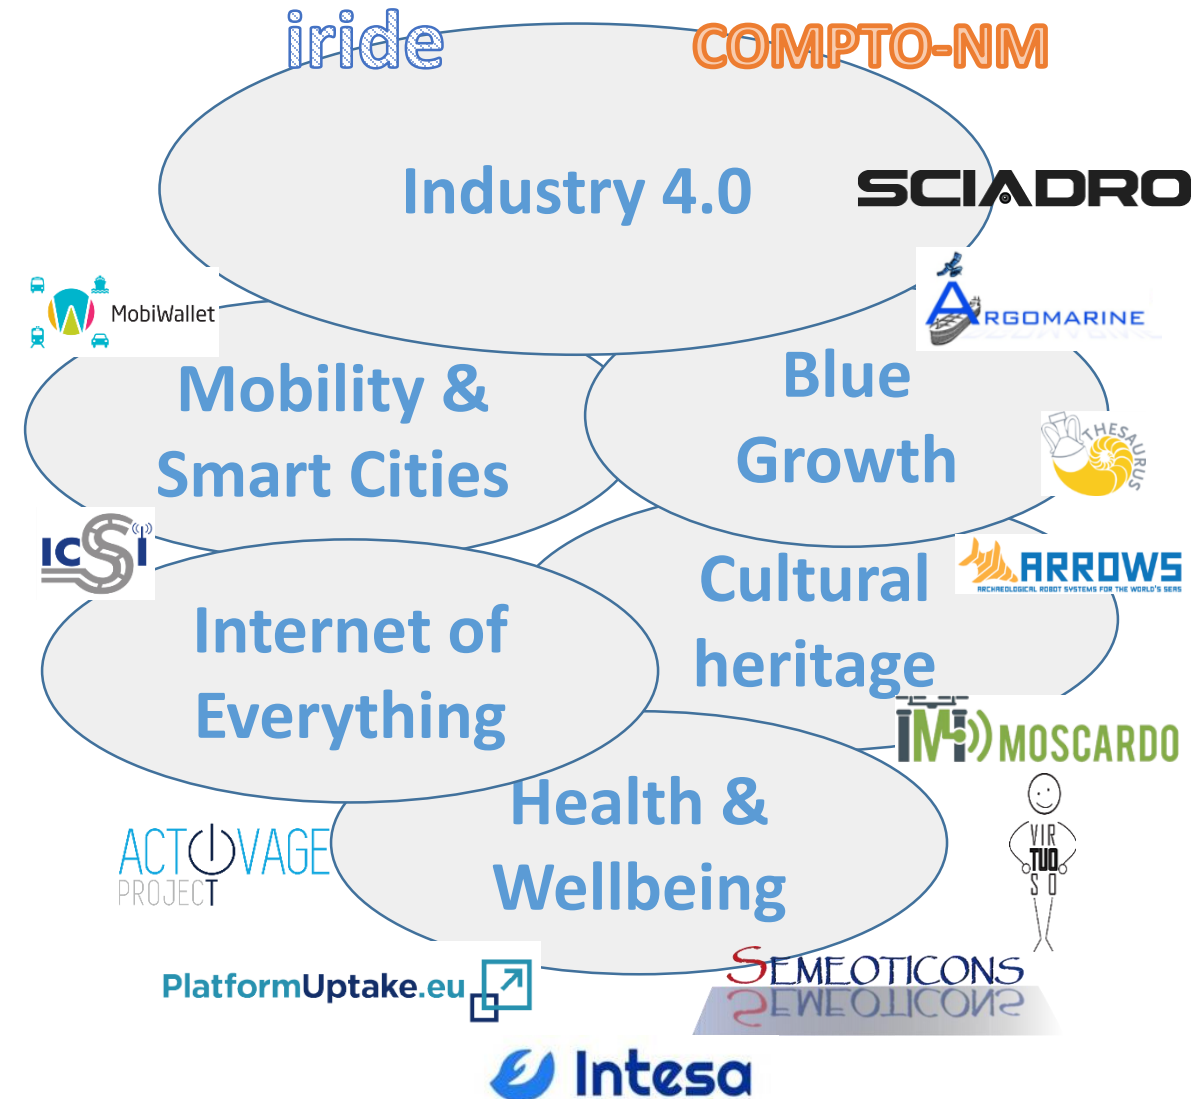 iride
COMPTO-NM
Industry 4.0
SCIADRO
MobiWallet
ARGOMARINE
Mobility &
Smart Cities
Blue
Growth
THESAURUS
ICSI
ARROWS
ARCHAEOLOGICAL ROBOT SYSTEMS FOR THE WORLD'S SEAS
Cultural
heritage
Internet of
Everything
MOSCARDO
Health &
Wellbeing
ACTIVAGE
PROJECT
VIR
TUO
SO
PlatformUptake.eu
SEMEOTICONS
Intesa